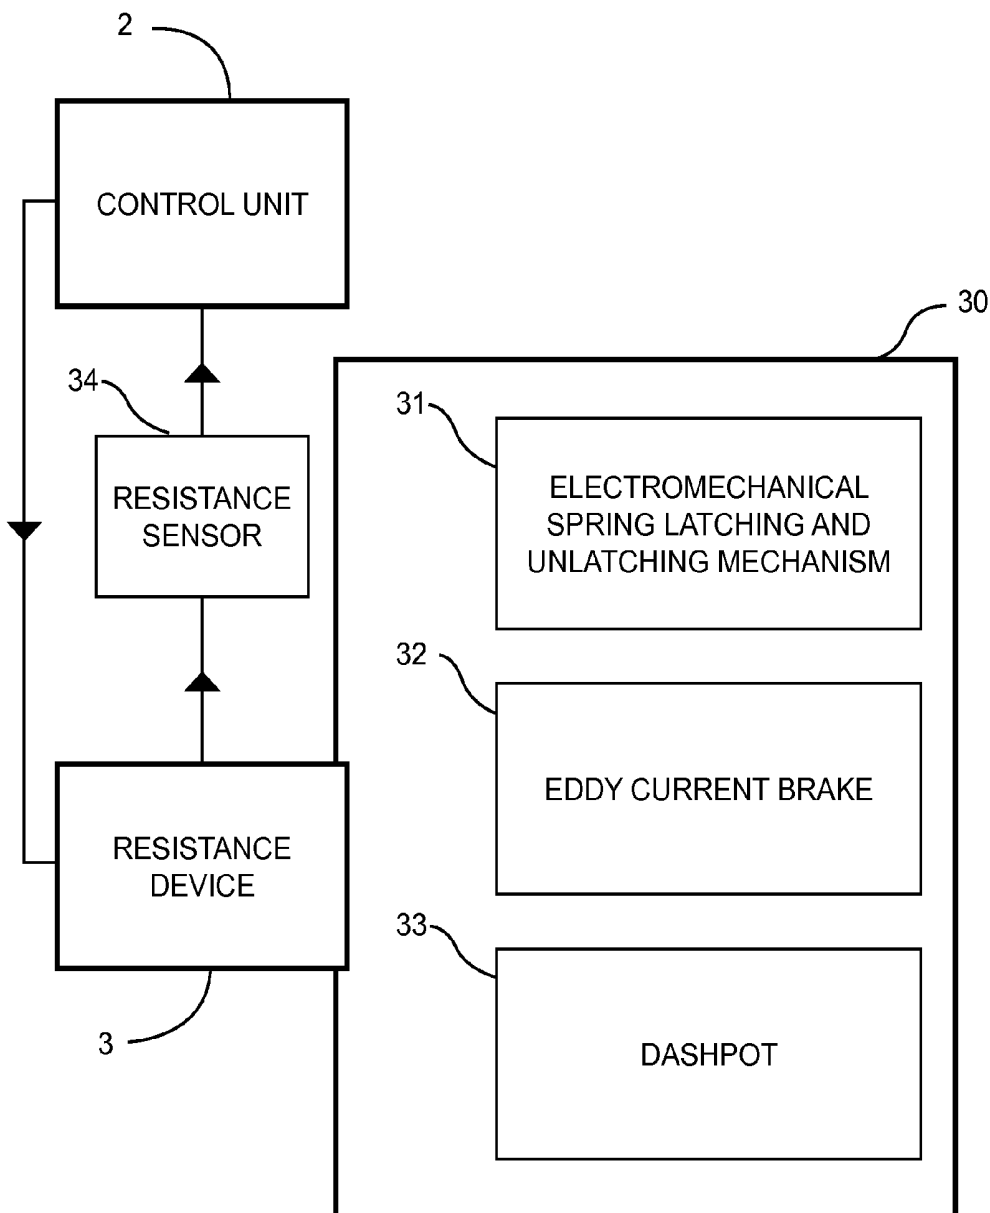 2
CONTROL UNIT
30
34
31
RESISTANCE
SENSOR
ELECTROMECHANICAL
SPRING LATCHING AND
UNLATCHING MECHANISM
32
EDDY CURRENT BRAKE
RESISTANCE
DEVICE
33
3
DASHPOT